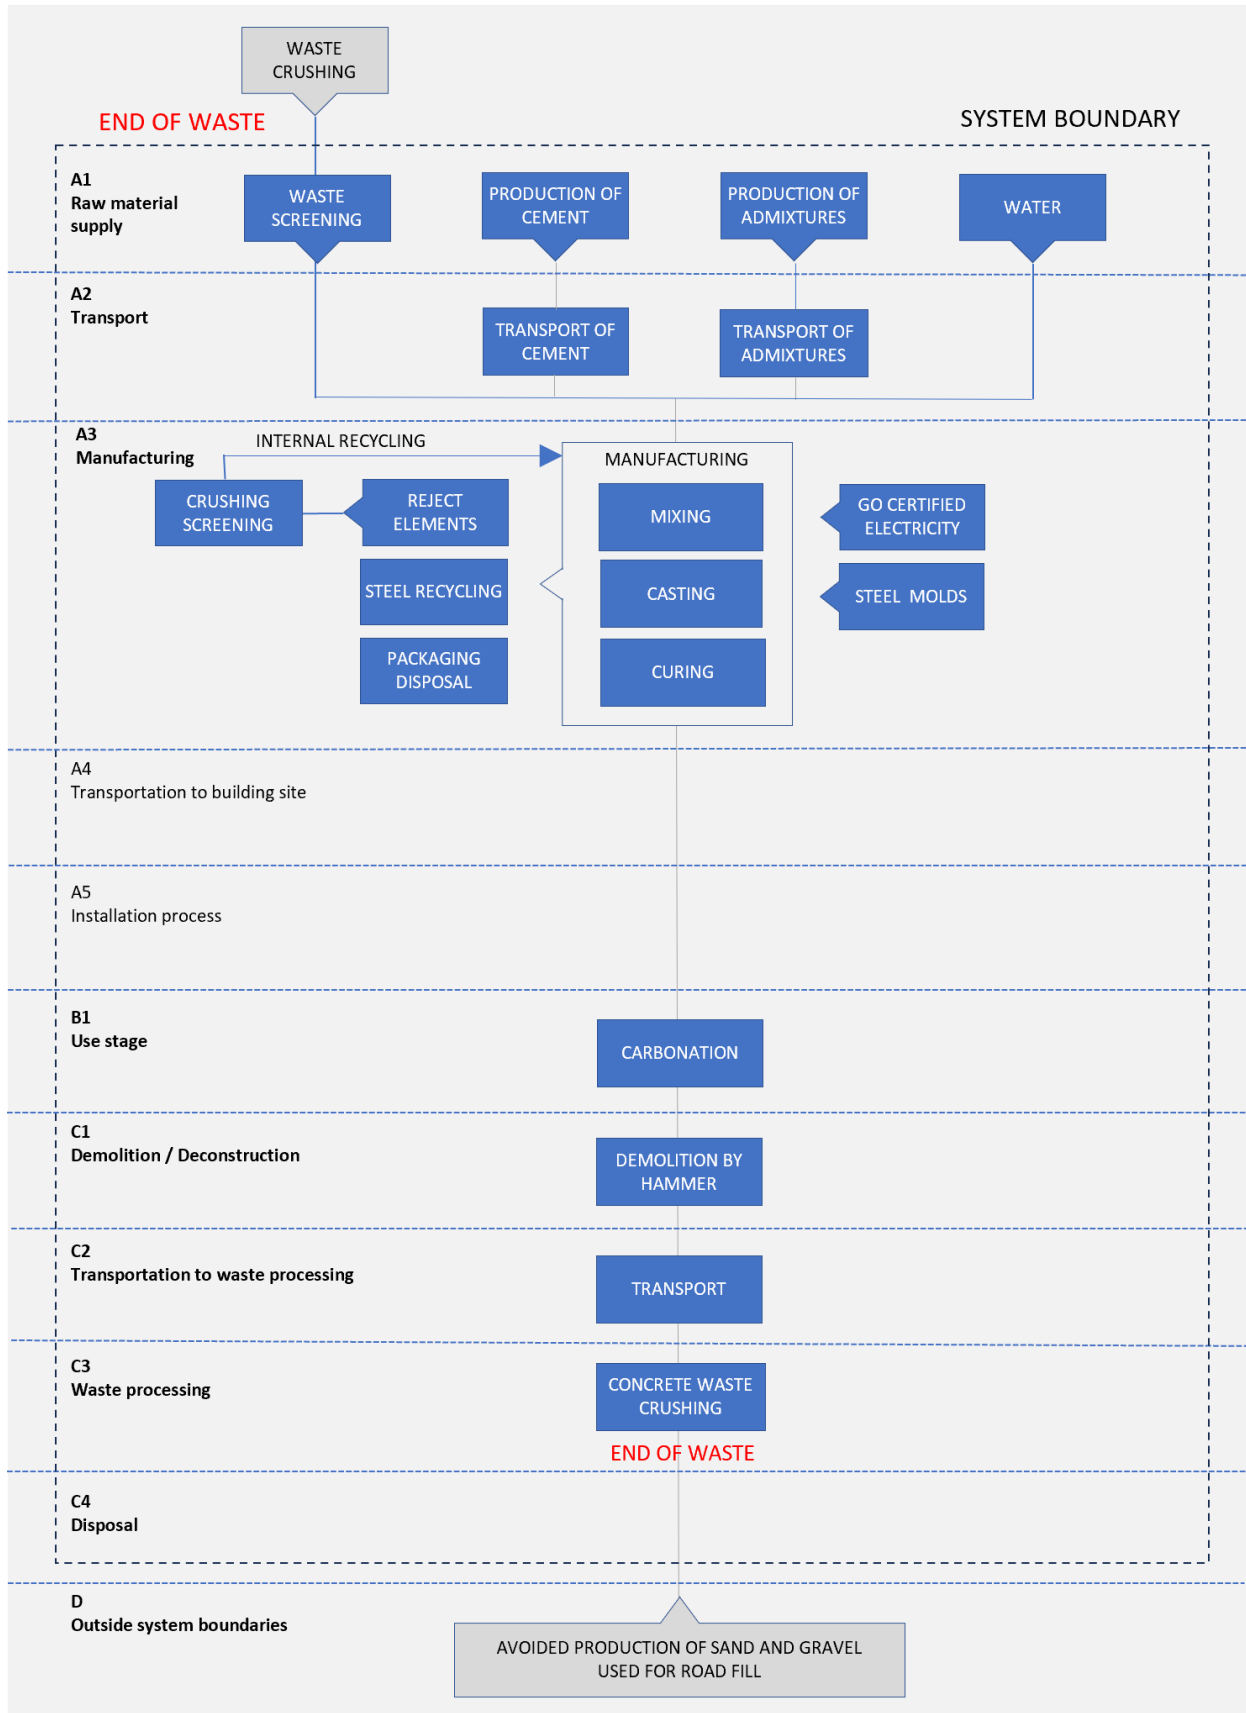 WASTE
CRUSHING
END OF WASTE
SYSTEM BOUNDARY
A1
Raw material
supply
WASTE
SCREENING
PRODUCTION OF
CEMENT
PRODUCTION OF
ADMIXTURES
WATER
A2
Transport
TRANSPORT OF
CEMENT
TRANSPORT OF
ADMIXTURES
A3
Manufacturing
INTERNAL RECYCLING
CRUSHING
SCREENING
REJECT
ELEMENTS
STEEL RECYCLING
PACKAGING
DISPOSAL
MANUFACTURING
MIXING
CASTING
CURING
GO CERTIFIED
ELECTRICITY
STEEL MOLDS
A4
Transportation to building site
A5
Installation process
B1
Use stage
CARBONATION
C1
Demolition / Deconstruction
DEMOLITION BY
HAMMER
C2
Transportation to waste processing
TRANSPORT
C3
Waste processing
CONCRETE WASTE
CRUSHING
END OF WASTE
C4
Disposal
D
Outside system boundaries
AVOIDED PRODUCTION OF SAND AND GRAVEL
USED FOR ROAD FILL